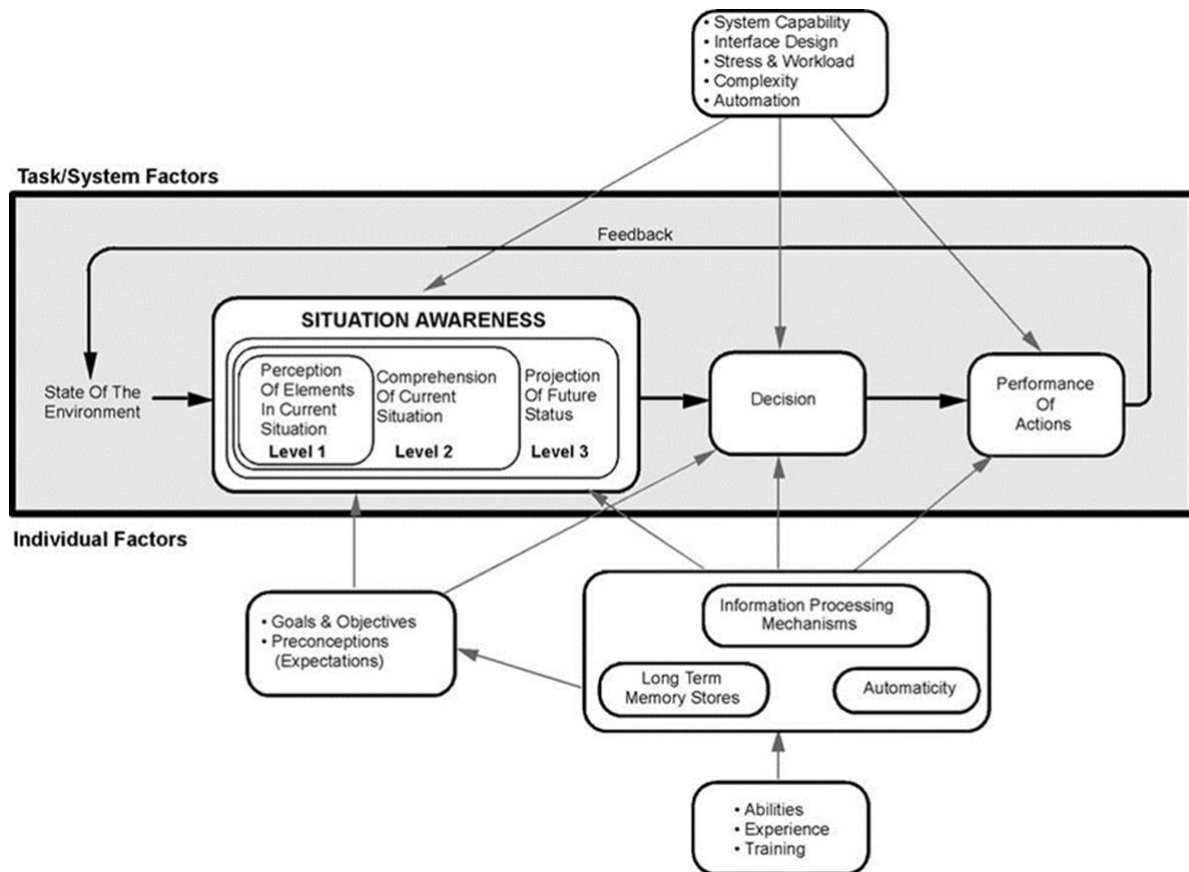 • System Capability
• Interface Design
• Stress & Workload
• Complexity
• Automation
Task/System Factors
Feedback
SITUATION AWARENESS
State Of The
Environment
Perception
Of Elements
In Current
Situation
Level 1
Comprehension
Of Current
Situation
Level 2
Projection
Of Future
Status
Level 3
Decision
Performance
Of
Actions
Individual Factors
• Goals & Objectives
• Preconceptions
(Expectations)
Information Processing
Mechanisms
Long Term
Memory Stores
Automaticity
• Abilities
• Experience
• Training